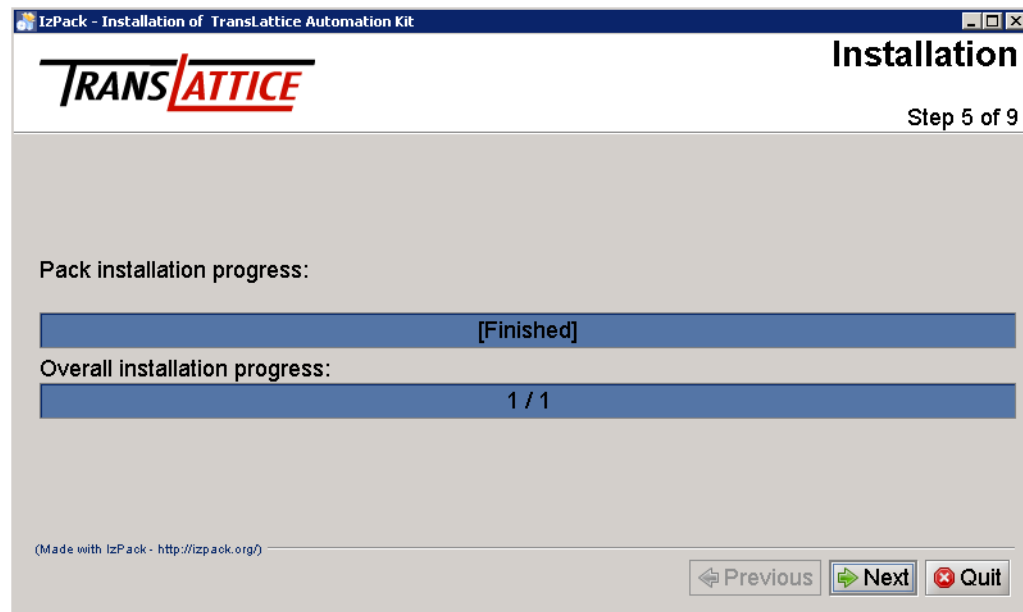 IzPack - Installation of TransLattice Automation Kit
TRANSLATTICE
Installation
Step 5 of 9
Pack installation progress:
[Finished]
Overall installation progress:
1 / 1
(Made with IzPack - http://izpack.org/)
Previous Next Quit